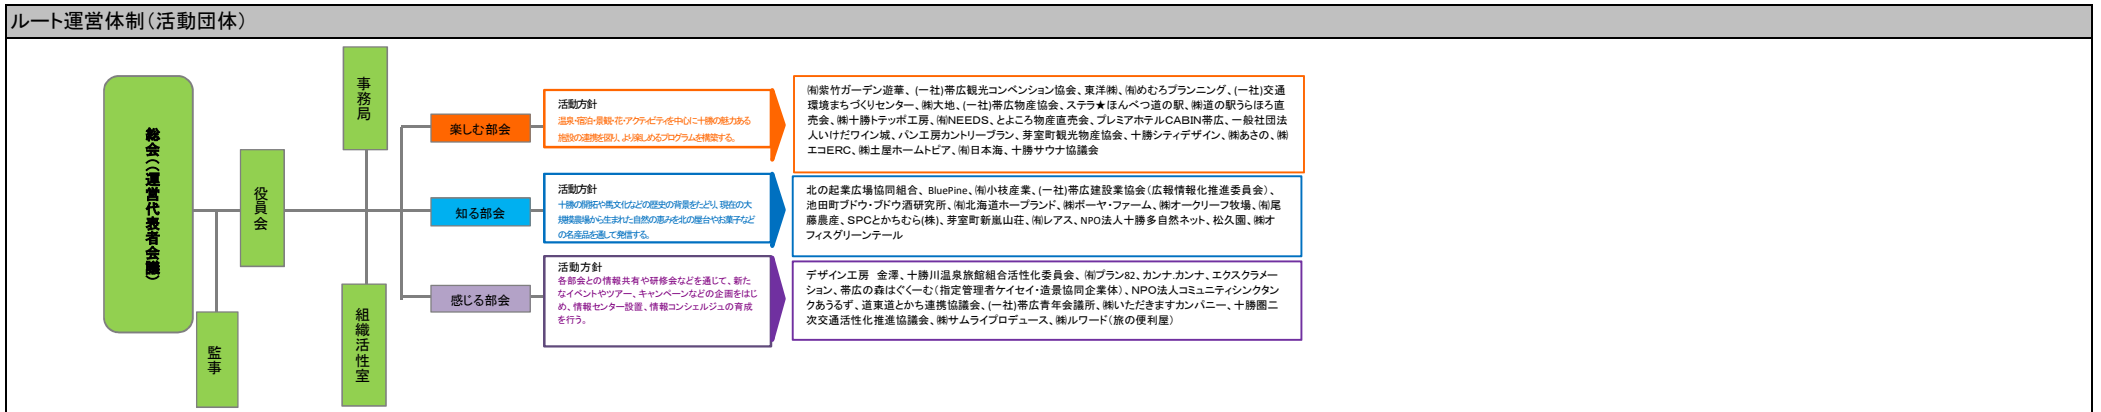 ルート運営体制（活動団体）
総会（運営代表者会議）
監事
役員会
事務局
組織活性室
楽しむ部会
活動方針
温泉・宿泊・景観・花・アクティビティを中心に十勝の魅力ある
施設の連携を図り、より楽しめるプログラムを構築する。
㈲紫竹ガーデン遊華、(一社)帯広観光コンベンション協会、東洋㈱、㈲めむろプランニング、(一社)交通
環境まちづくりセンター、㈱大地、(一社)帯広物産協会、ステラ★ほんべつ道の駅、㈱道の駅うらほろ直
売会、㈱十勝トテッポ工房、㈲NEEDS、とよころ物産直売会、プレミアホテルCABIN帯広、一般社団法
人いけだワイン城、パン工房カントリーブラン、芽室町観光物産協会、十勝シティデザイン、㈱あさの、㈱
エコERC、㈱土屋ホームトピア、㈲日本海、十勝サウナ協議会
知る部会
活動方針
十勝の開拓や馬文化などの歴史の背景をたどり、現在の大
規模農場から生まれた自然の恵みを北の屋台やお菓子など
の名産品を通して発信する。
北の起業広場協同組合、BluePine、㈲小枝産業、(一社)帯広建設業協会（広報情報化推進委員会）、
池田町ブドウ・ブドウ酒研究所、㈲北海道ホープランド、㈱ポーヤ・ファーム、㈱オークリーフ牧場、㈲尾
藤農産、SPCとかちむら(株)、芽室町新嵐山荘、㈲レアス、NPO法人十勝多自然ネット、松久園、㈱オ
フィスグリーンテール
感じる部会
活動方針
各部会との情報共有や研修会などを通じて、新た
なイベントやツアー、キャンペーンなどの企画をはじ
め、情報センター設置、情報コンシェルジュの育成
を行う。
デザイン工房　金澤、十勝川温泉旅館組合活性化委員会、㈲プラン82、カンナ.カンナ、エクスクラメー
ション、帯広の森はぐくーむ（指定管理者ケイセイ・造景協同企業体）、NPO法人コミュニティシンクタン
クあうるず、道東道とかち連携協議会、(一社)帯広青年会議所、㈱いただきますカンパニー、十勝圏二
次交通活性化推進協議会、㈱サムライプロデュース、㈱ルワード（旅の便利屋）